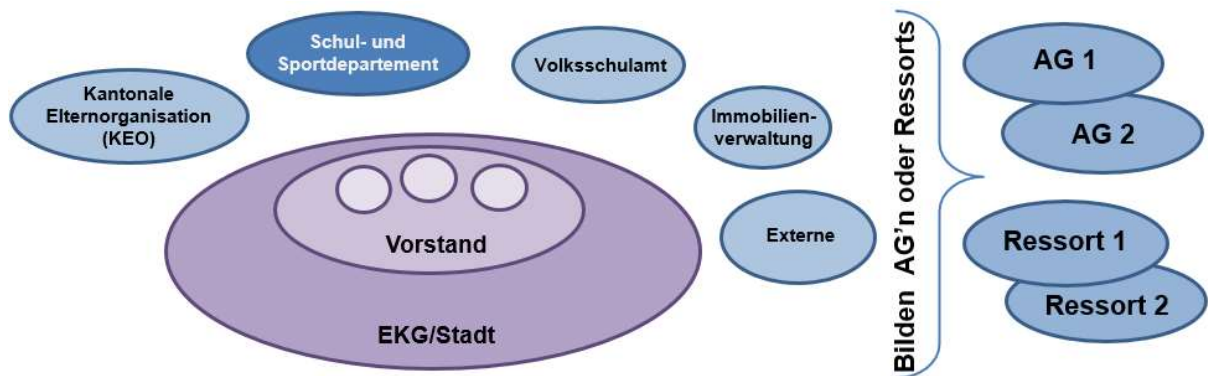 Schul- und
Sportdepartement
Volksschulamt
Kantonale
Elternorganisation
(KEO)
Immobilien-
verwaltung
Externe
Vorstand
EKG/Stadt
Bilden AG'n oder Ressorts
AG 1
AG 2
Ressort 1
Ressort 2